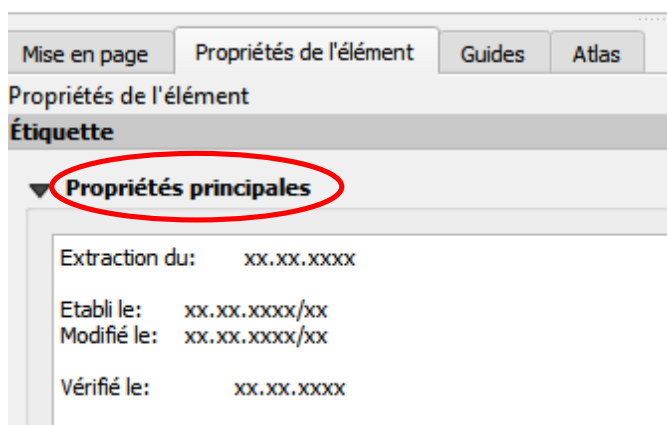 Mise en page Propriétés de l'élément Guides Atlas
Propriétés de l'élément
Étiquette
Propriétés principales
Extraction du: xx.xx.xxxx
Etabli le: xx.xx.xxxx/xx
Modifié le: xx.xx.xxxx/xx
Vérifié le: xx.xx.xxxx